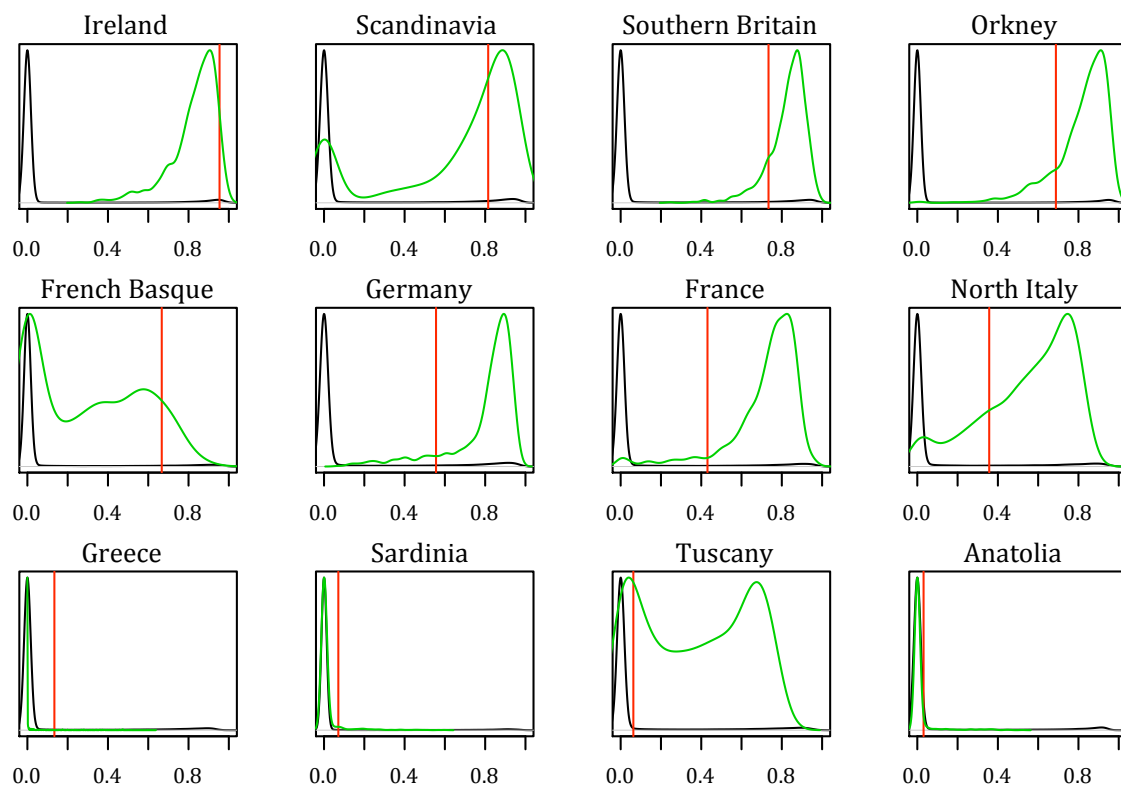 Ireland Scandinavia Southern Britain Orkney
0.0 0.4 0.8 0.0 0.4 0.8 0.0 0.4 0.8 0.0 0.4 0.8
French Basque Germany France North Italy
0.0 0.4 0.8 0.0 0.4 0.8 0.0 0.4 0.8 0.0 0.4 0.8
Greece Sardinia Tuscany Anatolia
0.0 0.4 0.8 0.0 0.4 0.8 0.0 0.4 0.8 0.0 0.4 0.8